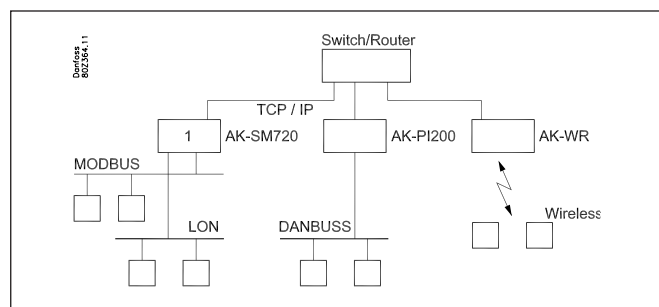 Danfoss
80Z364.11
Switch/Router
TCP / IP
1
AK-SM720
AK-PI200
AK-WR
MODBUS
Wireless
LON
DANBUSS